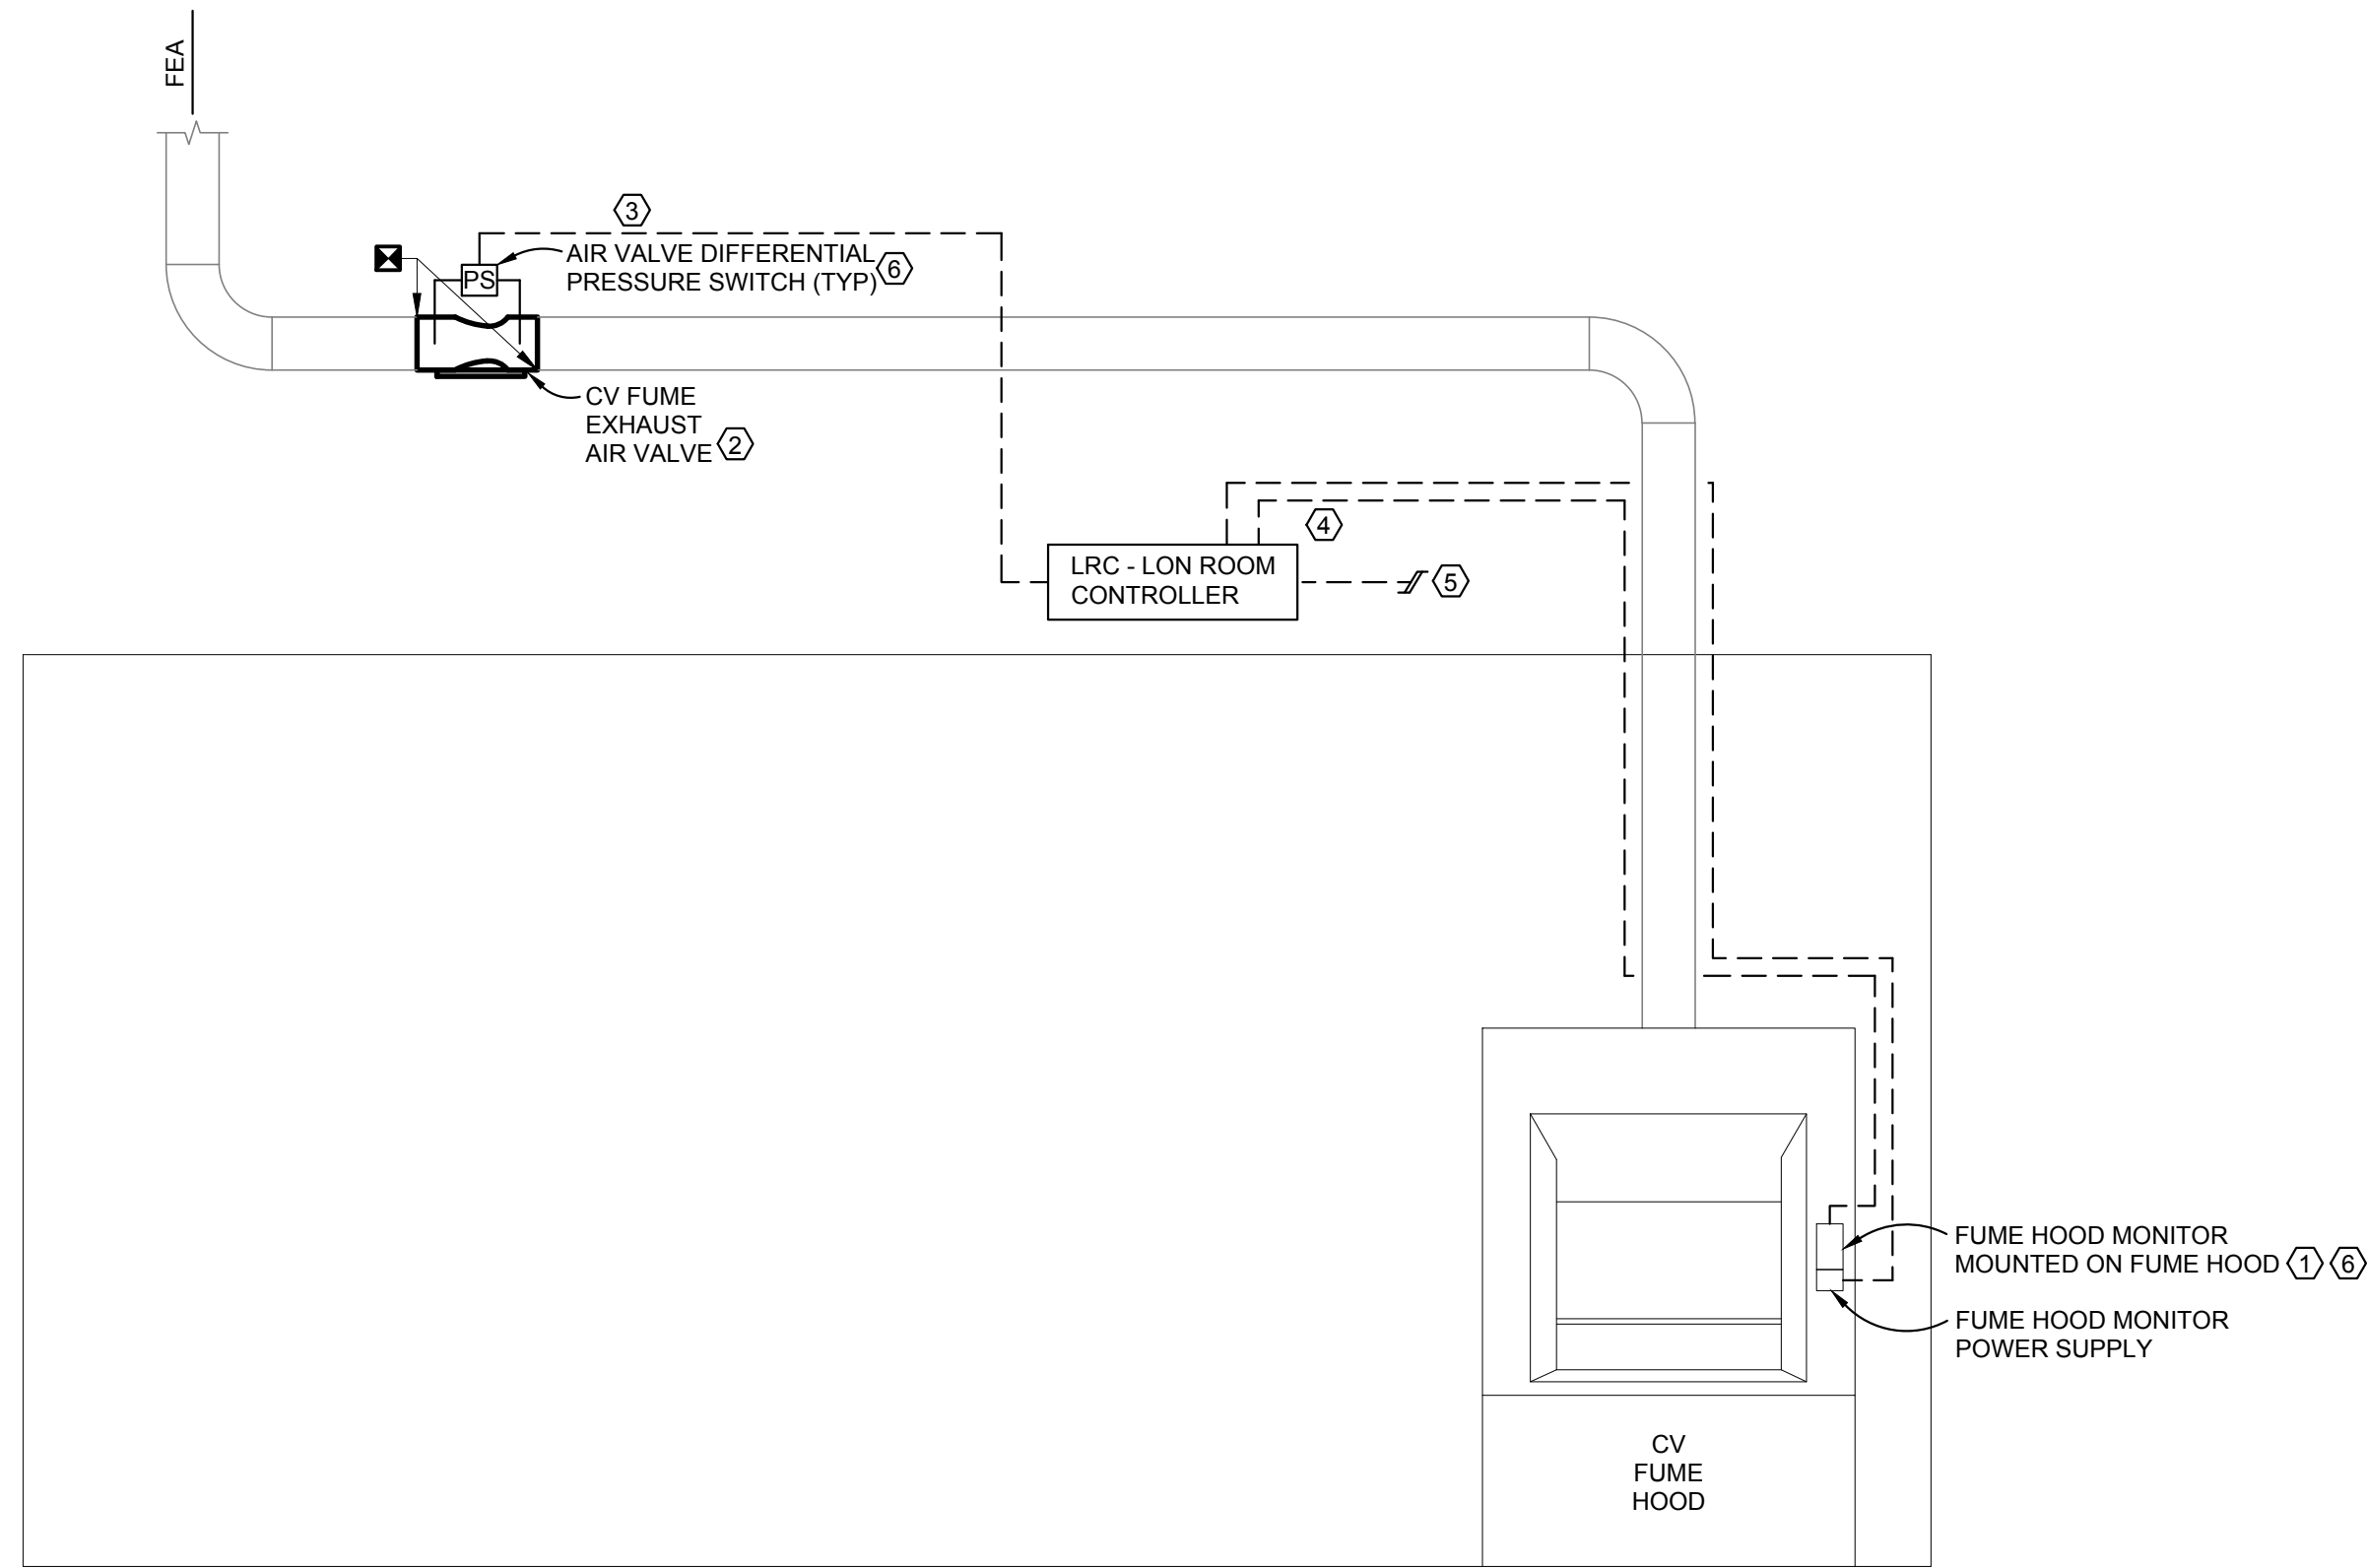 FEA
3
AIR VALVE DIFFERENTIAL
PRESSURE SWITCH (TYP) 6
PS
CV FUME
EXHAUST
AIR VALVE 2
4
LRC - LON ROOM
CONTROLLER
5
FUME HOOD MONITOR
MOUNTED ON FUME HOOD 1 6
FUME HOOD MONITOR
POWER SUPPLY
CV
FUME
HOOD